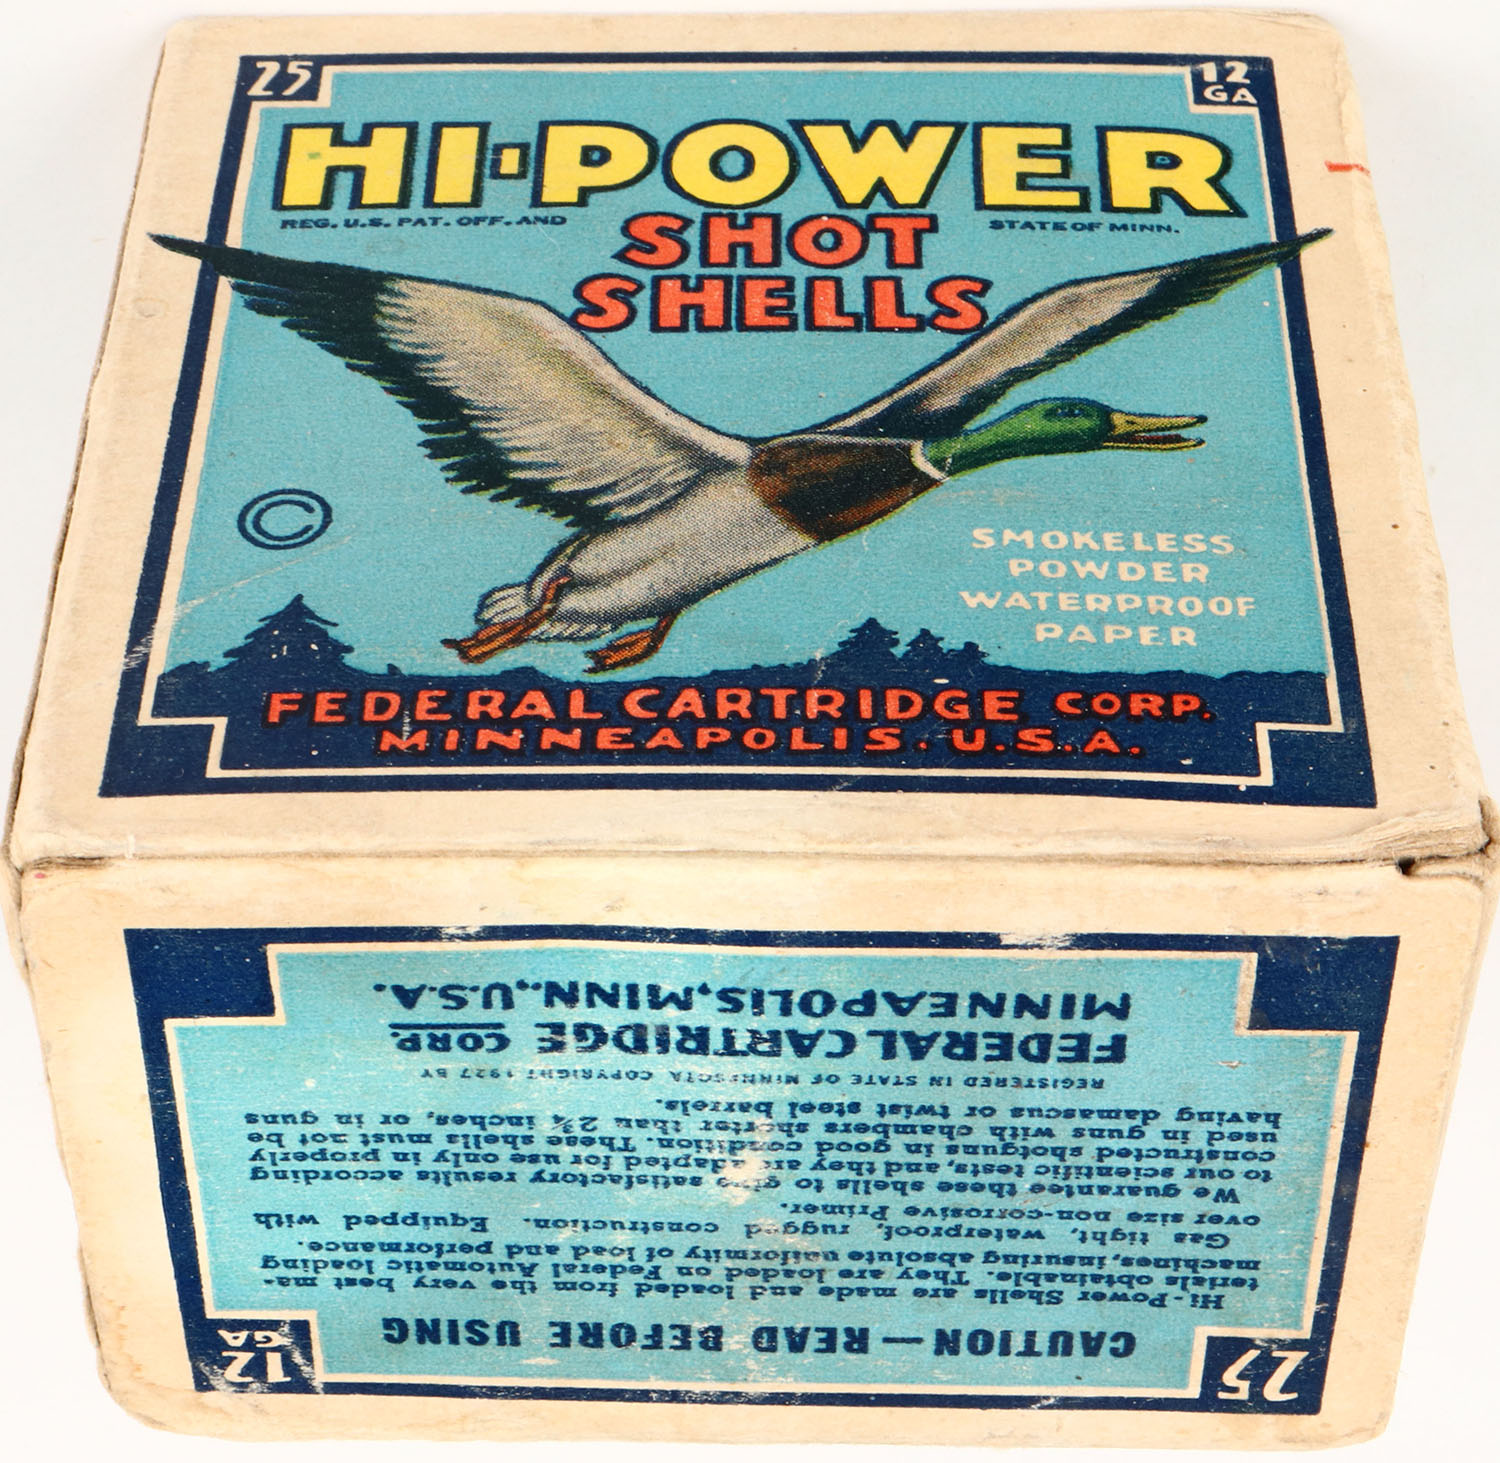 25
12
GA
HI-POWER
REG. U.S. PAT. OFF. AND
STATE OF MINN.
SHOT
SHELLS
©
SMOKELESS
POWDER
WATERPROOF
PAPER
FEDERAL CARTRIDGE CORP.
MINNEAPOLIS. U.S.A.
25
12
GA
CAUTION—READ BEFORE USING
Hi-Power Shells are made and loaded from the very best ma-
terials obtainable. They are loaded on Federal Automatic loading
machines, insuring absolute uniformity of load and performance.
Gas tight, waterproof, rugged construction. Equipped with
over size non-corrosive Primer.
We guarantee these shells to give satisfactory results according
to our scientific tests, and they are adapted for use only in properly
constructed shotguns in good condition. These shells must not be
used in guns with chambers shorter than 2¾ inches, or, in guns
having damascus or twist steel barrels.
REGISTERED IN STATE OF MINNESOTA COPYRIGHT 1927 BY
FEDERAL CARTRIDGE CORP.
MINNEAPOLIS, MINN., U.S.A.